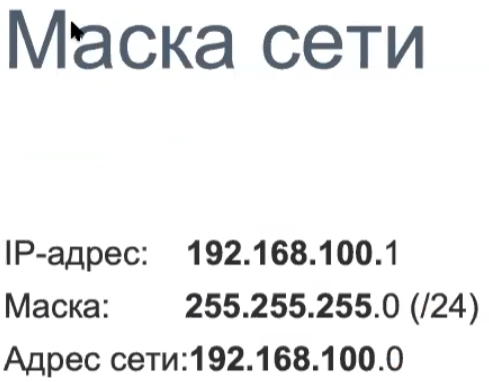 Маска сети
IP-адрес: 192.168.100.1
Маска: 255.255.255.0 (/24)
Адрес сети:192.168.100.0